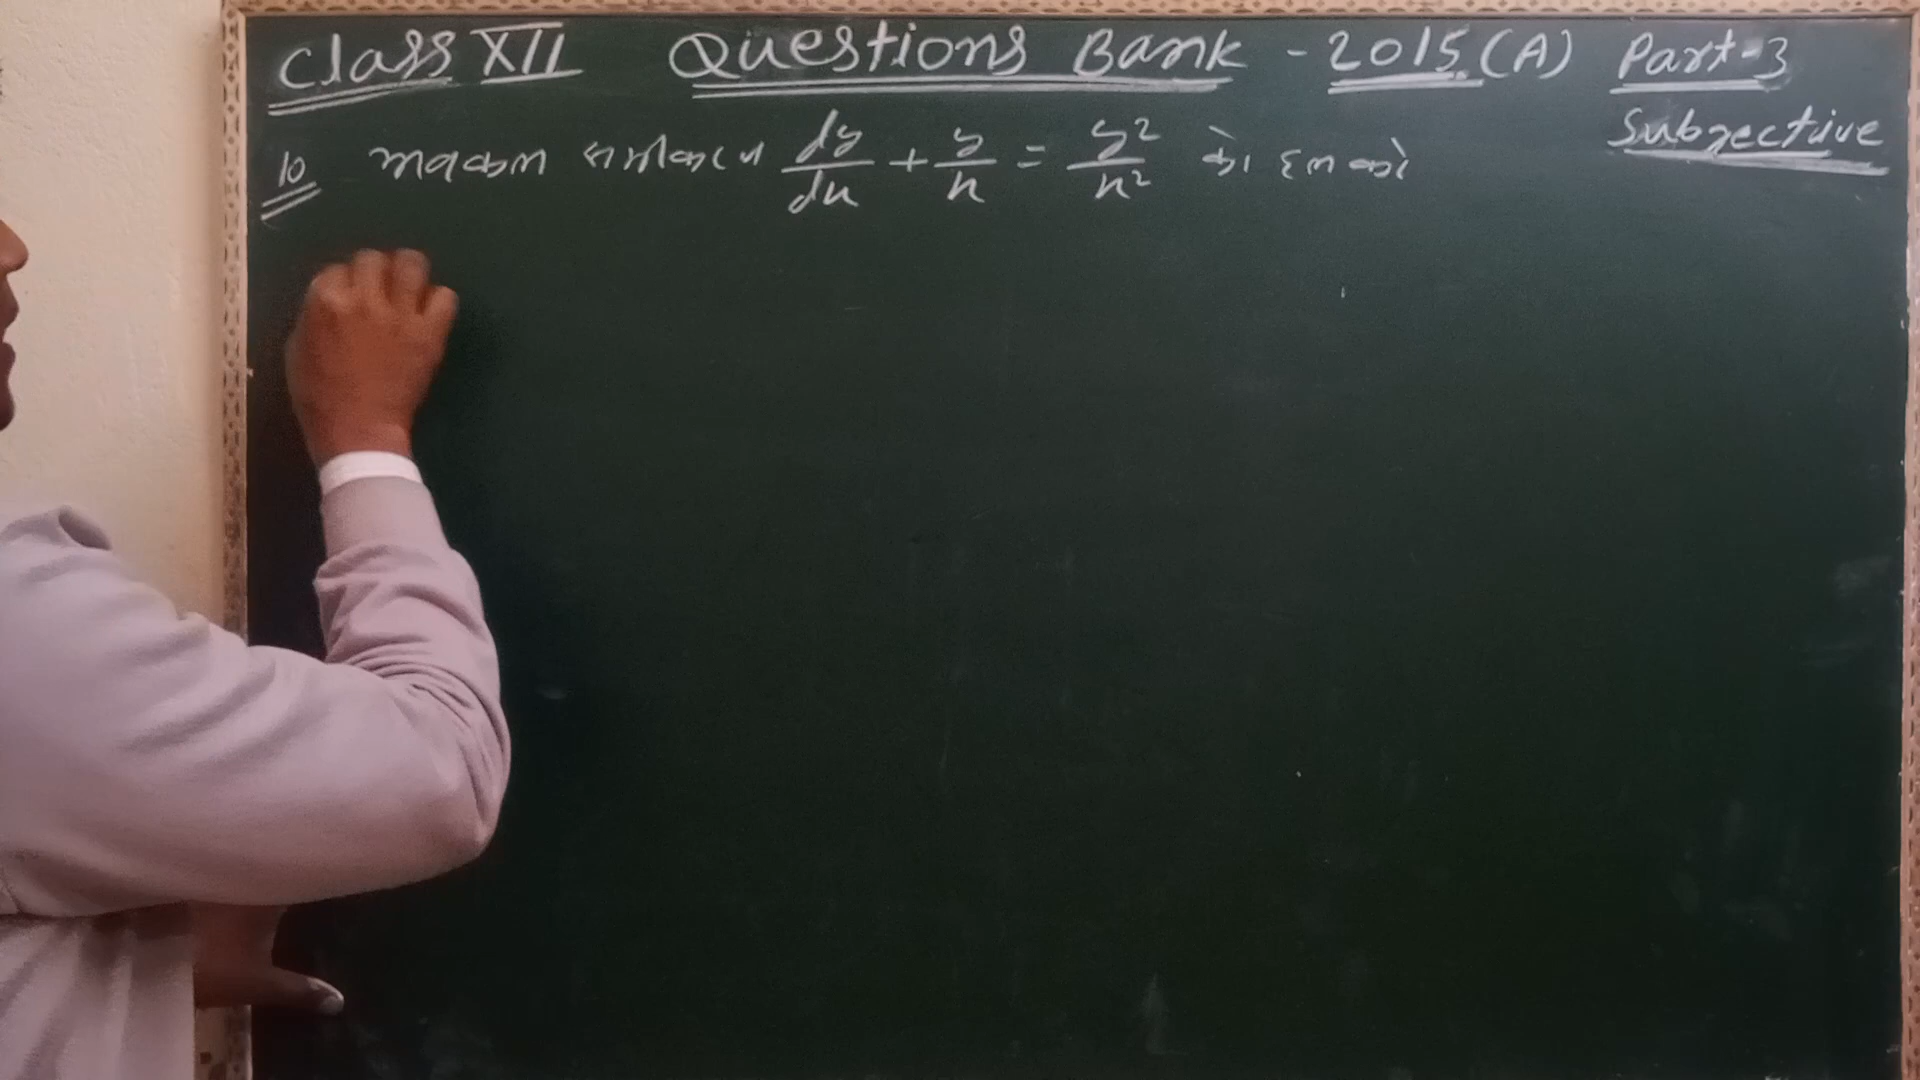 Class XII Questions Bank - 2015 (A) Part-3
Subjective
10 अवकल समीकरण dy/dx + y/x = y²/x² को हल करें